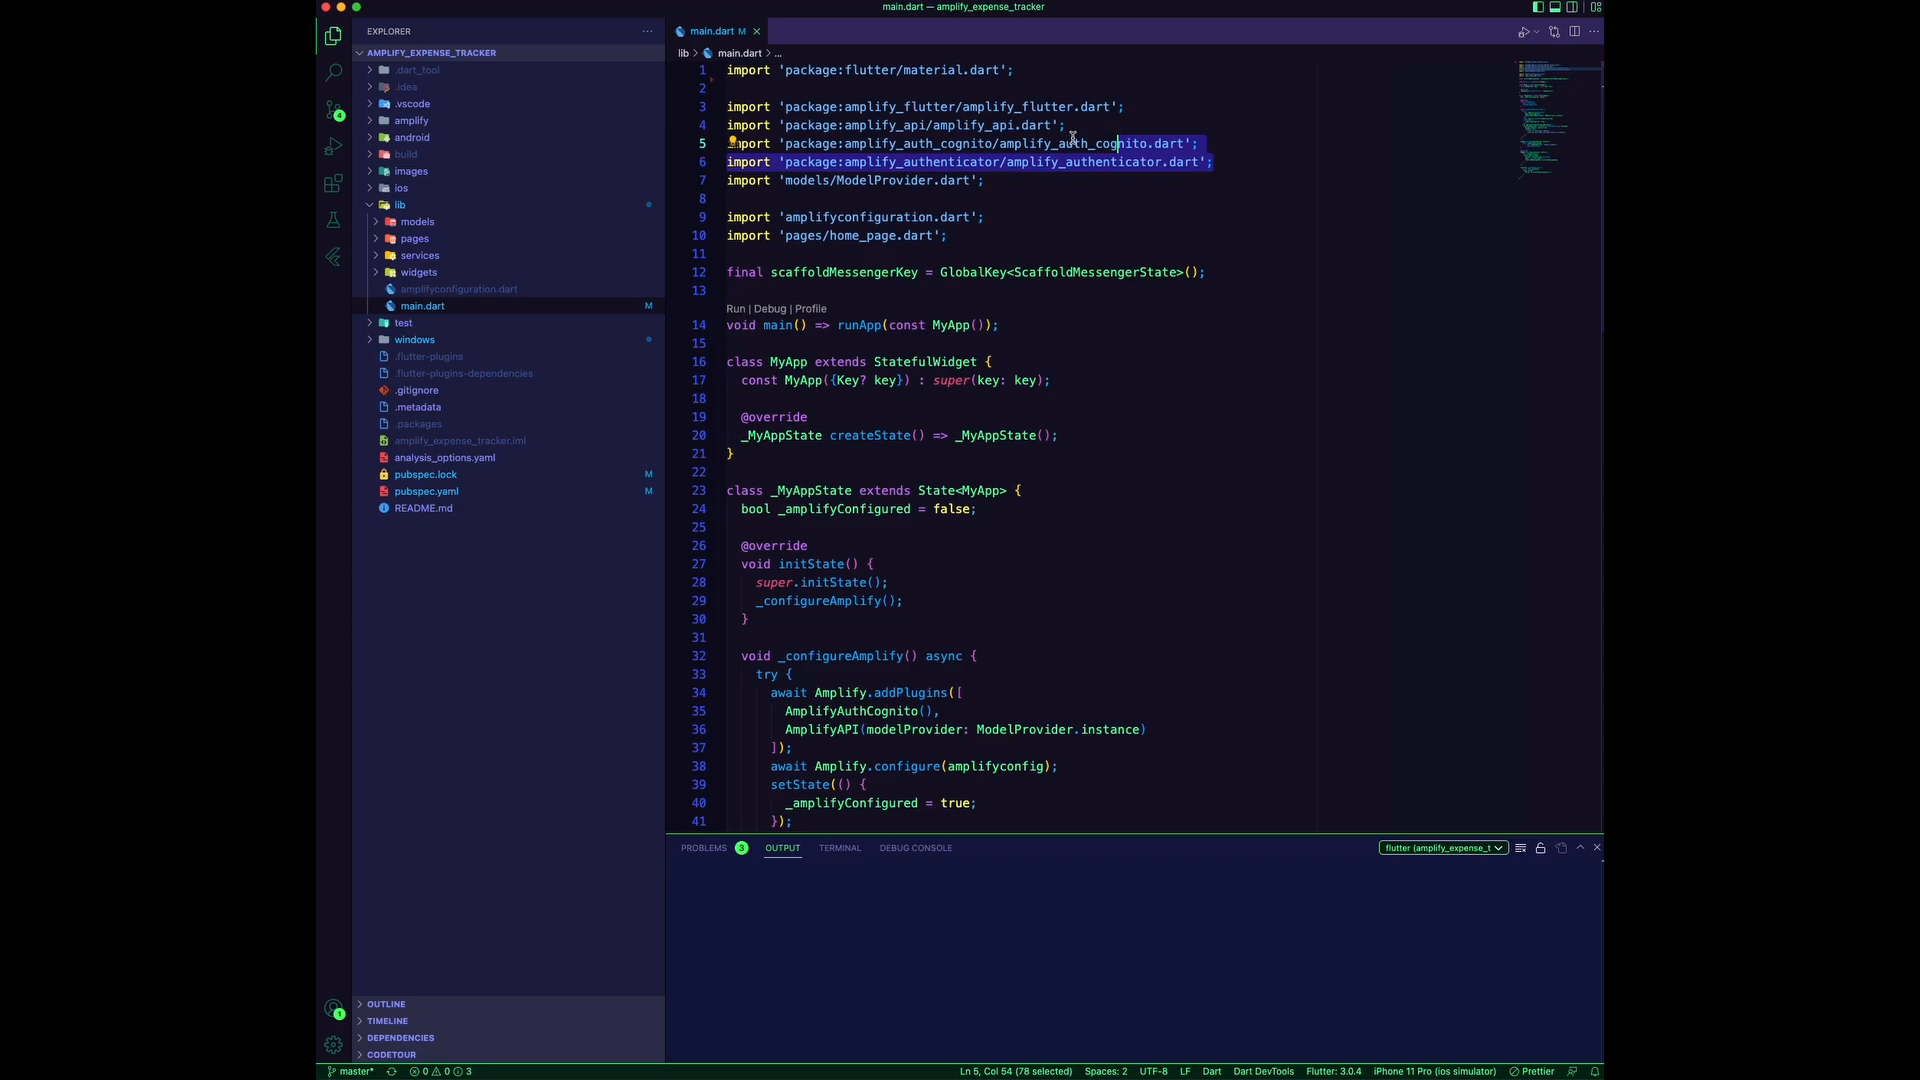 main.dart — amplify_expense_tracker
EXPLORER
AMPLIFY_EXPENSE_TRACKER
.dart_tool
.idea
.vscode
amplify
android
build
images
ios
lib
models
pages
services
widgets
amplifyconfiguration.dart
main.dart M
test
windows
.flutter-plugins
.flutter-plugins-dependencies
.gitignore
.metadata
.packages
amplify_expense_tracker.iml
analysis_options.yaml
pubspec.lock M
pubspec.yaml M
README.md
OUTLINE
TIMELINE
DEPENDENCIES
CODETOUR
4
1
main.dart M
lib > main.dart > ...
1 import 'package:flutter/material.dart';
2
3 import 'package:amplify_flutter/amplify_flutter.dart';
4 import 'package:amplify_api/amplify_api.dart';
5 import 'package:amplify_auth_cognito/amplify_auth_cognito.dart';
6 import 'package:amplify_authenticator/amplify_authenticator.dart';
7 import 'models/ModelProvider.dart';
8
9 import 'amplifyconfiguration.dart';
10 import 'pages/home_page.dart';
11
12 final scaffoldMessengerKey = GlobalKey<ScaffoldMessengerState>();
13
Run | Debug | Profile
14 void main() => runApp(const MyApp());
15
16 class MyApp extends StatefulWidget {
17 const MyApp({Key? key}) : super(key: key);
18
19 @override
20 _MyAppState createState() => _MyAppState();
21 }
22
23 class _MyAppState extends State<MyApp> {
24 bool _amplifyConfigured = false;
25
26 @override
27 void initState() {
28 super.initState();
29 _configureAmplify();
30 }
31
32 void _configureAmplify() async {
33 try {
34 await Amplify.addPlugins([
35 AmplifyAuthCognito(),
36 AmplifyAPI(modelProvider: ModelProvider.instance)
37 ]);
38 await Amplify.configure(amplifyconfig);
39 setState(() {
40 _amplifyConfigured = true;
41 });
PROBLEMS 3 OUTPUT TERMINAL DEBUG CONSOLE
flutter (amplify_expense_t
master* 0 0 3
Ln 5, Col 54 (78 selected) Spaces: 2 UTF-8 LF Dart Dart DevTools Flutter: 3.0.4 iPhone 11 Pro (ios simulator) Prettier